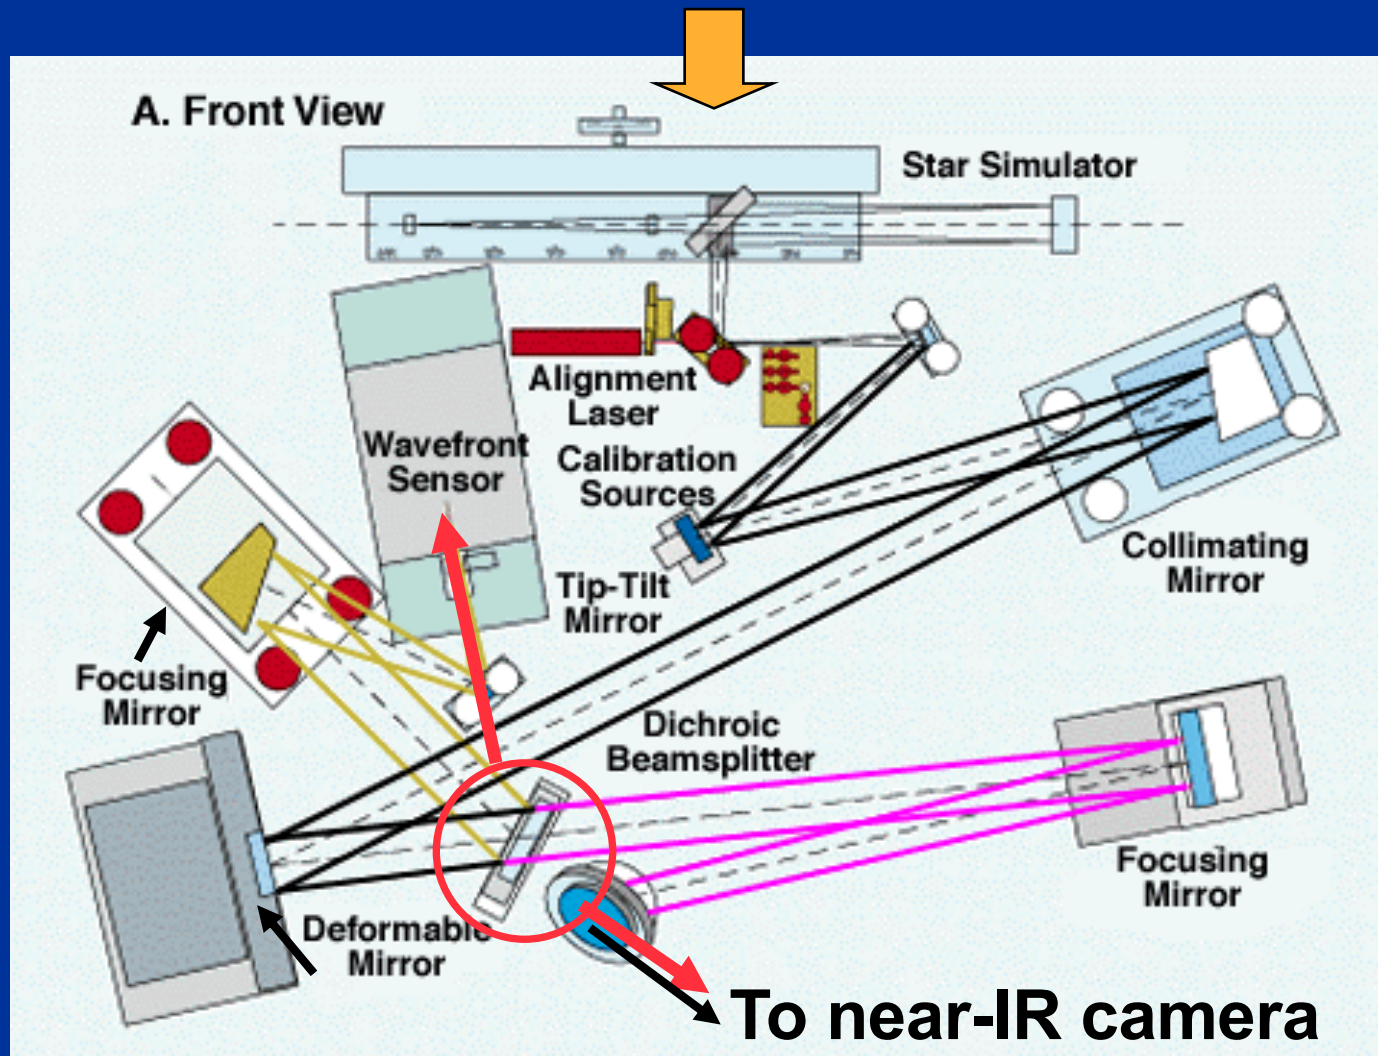 A. Front View
Star Simulator
Alignment
Laser
Wavefront
Sensor
Calibration
Sources
Collimating
Mirror
Tip-Tilt
Mirror
Focusing
Mirror
Dichroic
Beamsplitter
Focusing
Mirror
Deformable
Mirror
To near-IR camera